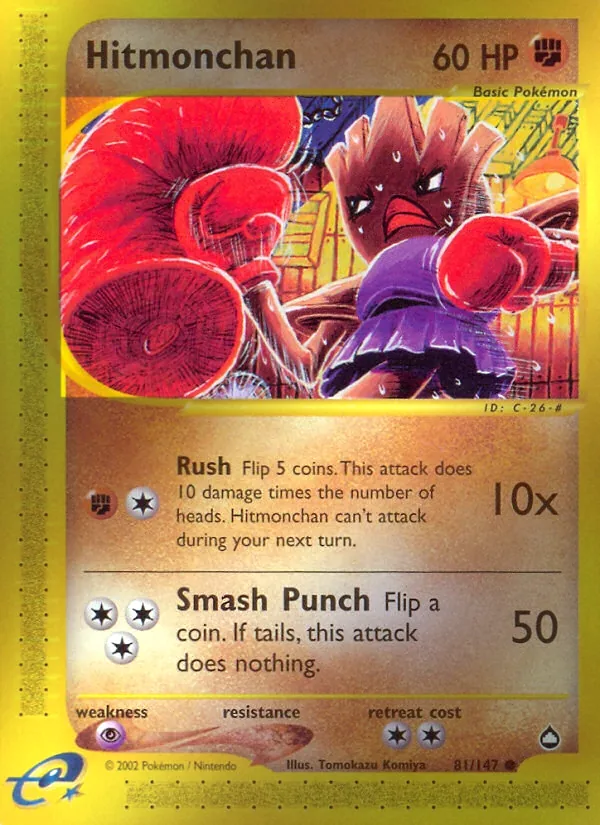 Hitmonchan 60 HP
Basic Pokémon
ID: C-26-#
Rush Flip 5 coins. This attack does
10 damage times the number of
heads. Hitmonchan can't attack
during your next turn.
10x
Smash Punch Flip a
coin. If tails, this attack
does nothing.
50
weakness resistance retreat cost
© 2002 Pokémon / Nintendo Illus. Tomokazu Komiya 81/147
e